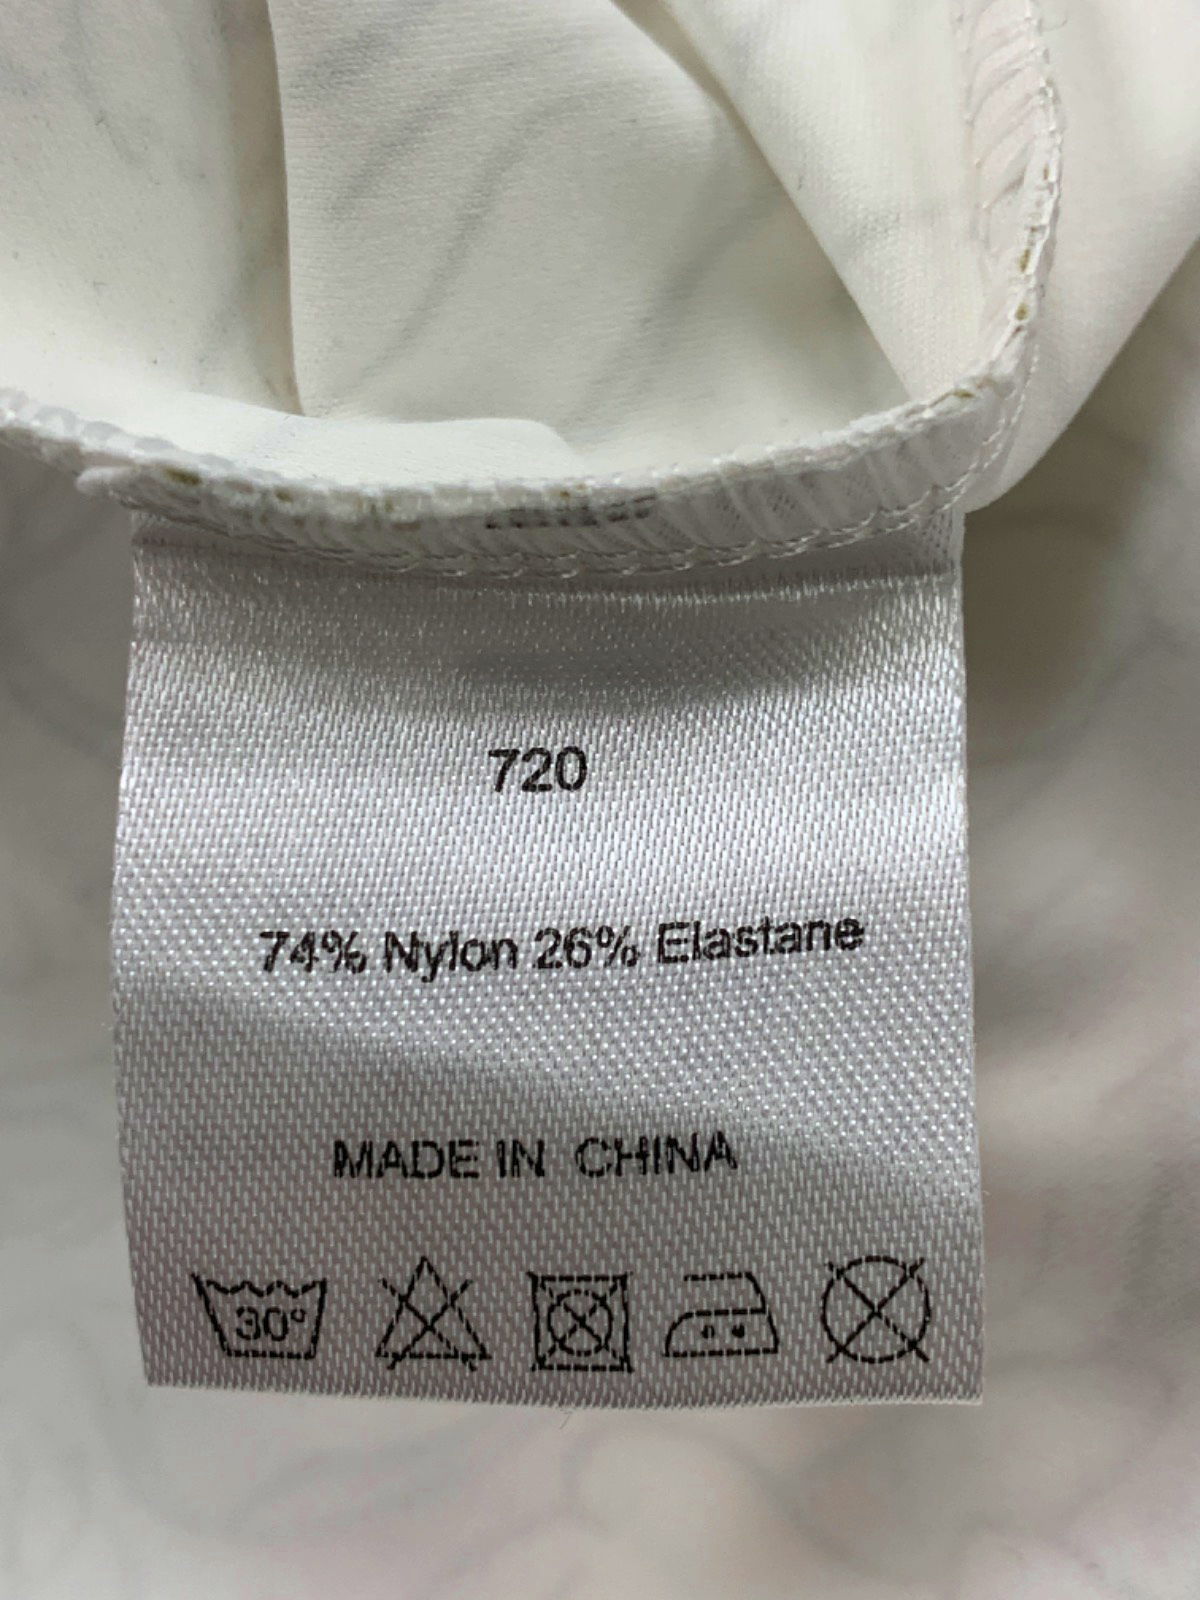 720
74% Nylon 26% Elastane
MADE IN CHINA
30°